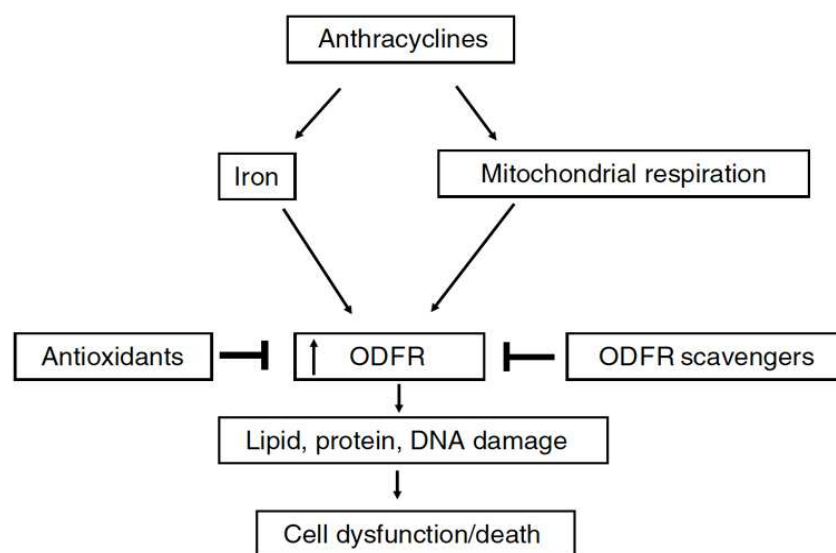 Anthracyclines
Iron
Mitochondrial respiration
Antioxidants
ODFR
ODFR scavengers
Lipid, protein, DNA damage
Cell dysfunction/death